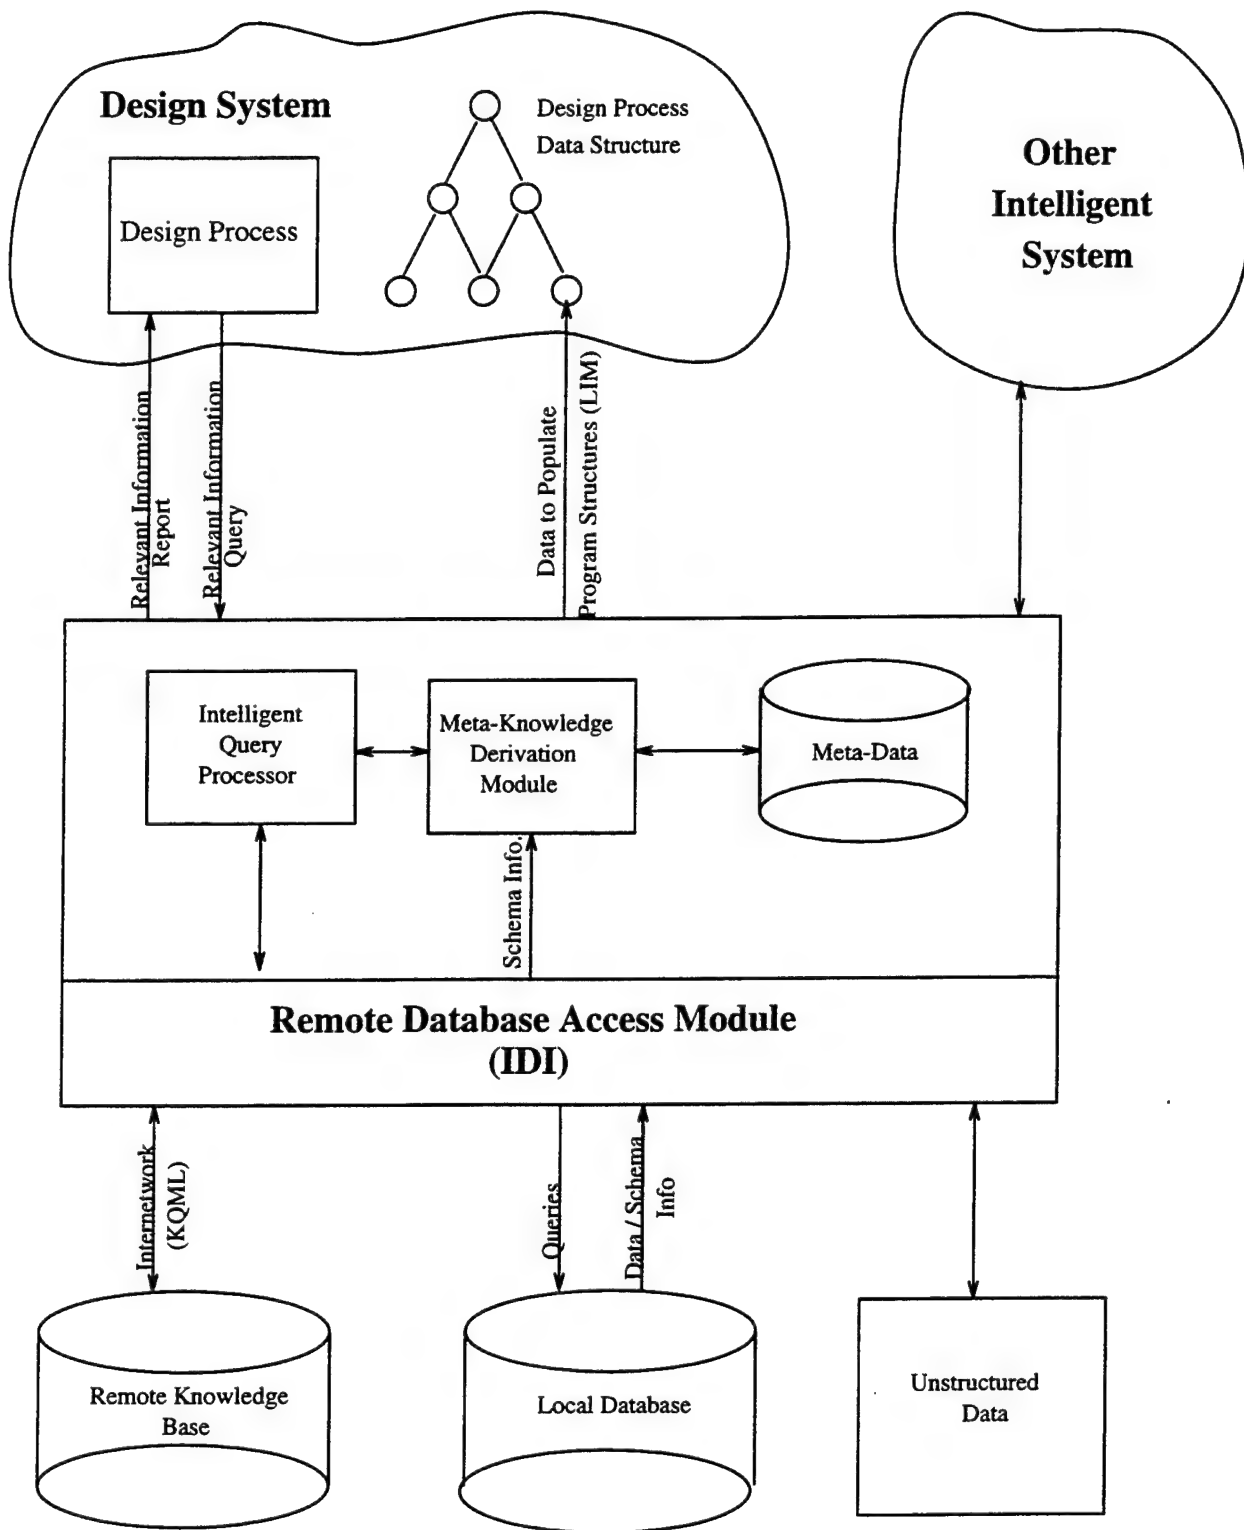 Design System
Design Process
Data Structure
Design Process
Other
Intelligent
System
Relevant Information
Report
Relevant Information
Query
Data to Populate
Program Structures (LIM)
Intelligent
Query
Processor
Meta-Knowledge
Derivation
Module
Meta-Data
Schema Info.
Remote Database Access Module
(IDI)
Internetwork
(KQML)
Queries
Data / Schema
Info
Remote Knowledge
Base
Local Database
Unstructured
Data